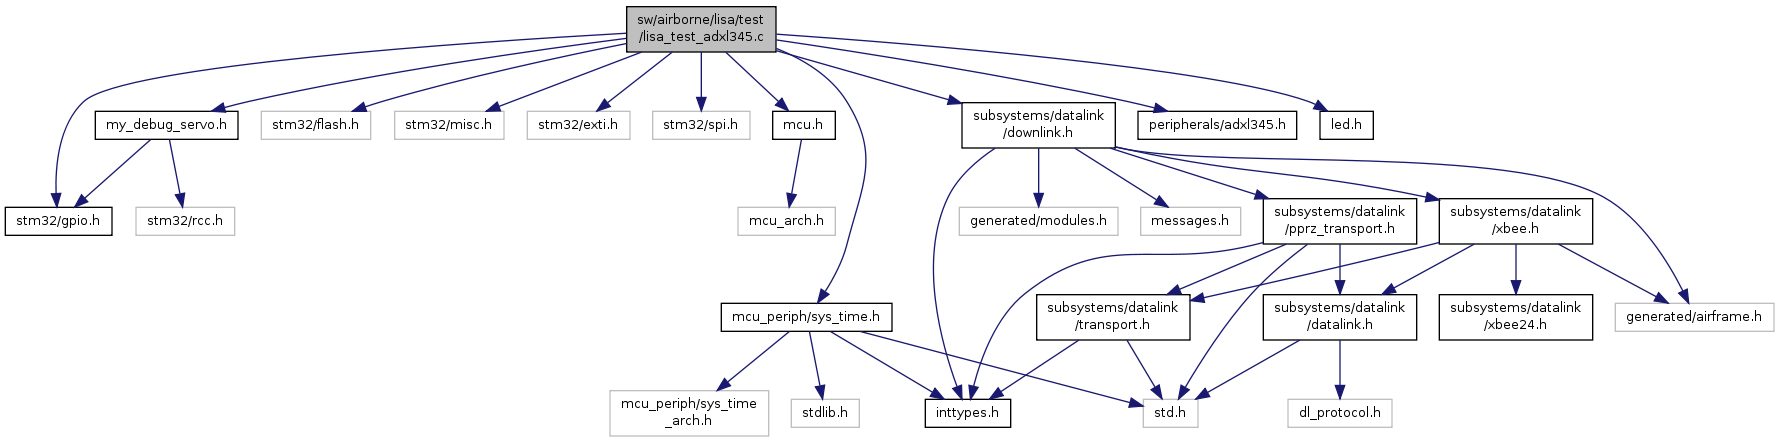 sw/airborne/lisa/test
/lisa_test_adxl345.c
my_debug_servo.h
stm32/flash.h
stm32/misc.h
stm32/exti.h
stm32/spi.h
mcu.h
subsystems/datalink
/downlink.h
peripherals/adxl345.h
led.h
stm32/gpio.h
stm32/rcc.h
mcu_arch.h
generated/modules.h
messages.h
subsystems/datalink
/pprz_transport.h
subsystems/datalink
/xbee.h
mcu_periph/sys_time.h
subsystems/datalink
/transport.h
subsystems/datalink
/datalink.h
subsystems/datalink
/xbee24.h
generated/airframe.h
mcu_periph/sys_time
_arch.h
stdlib.h
inttypes.h
std.h
dl_protocol.h